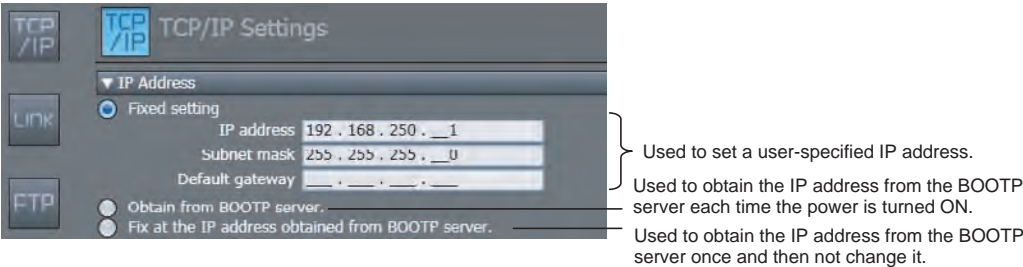 TCP
/IP
TCP
/IP
TCP/IP Settings
▼ IP Address
LINK
Fixed setting
IP address 192 . 168 . 250 . __1
Subnet mask 255 . 255 . 255 . __0
Default gateway ___ . ___ . ___ . ___
FTP
Obtain from BOOTP server.
Fix at the IP address obtained from BOOTP server.
Used to set a user-specified IP address.
Used to obtain the IP address from the BOOTP
server each time the power is turned ON.
Used to obtain the IP address from the BOOTP
server once and then not change it.